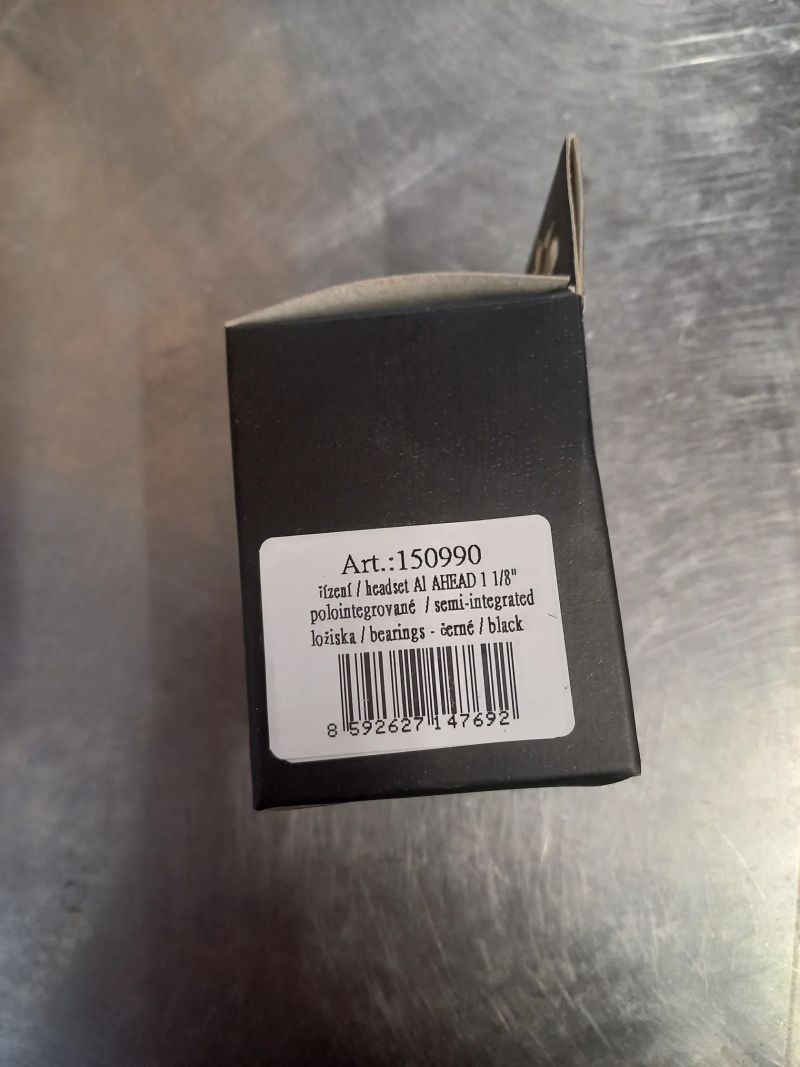 Art.:150990
řízení / headset Al AHEAD 1 1/8"
polointegrované / semi-integrated
ložiska / bearings - černé / black
8 592627 147692